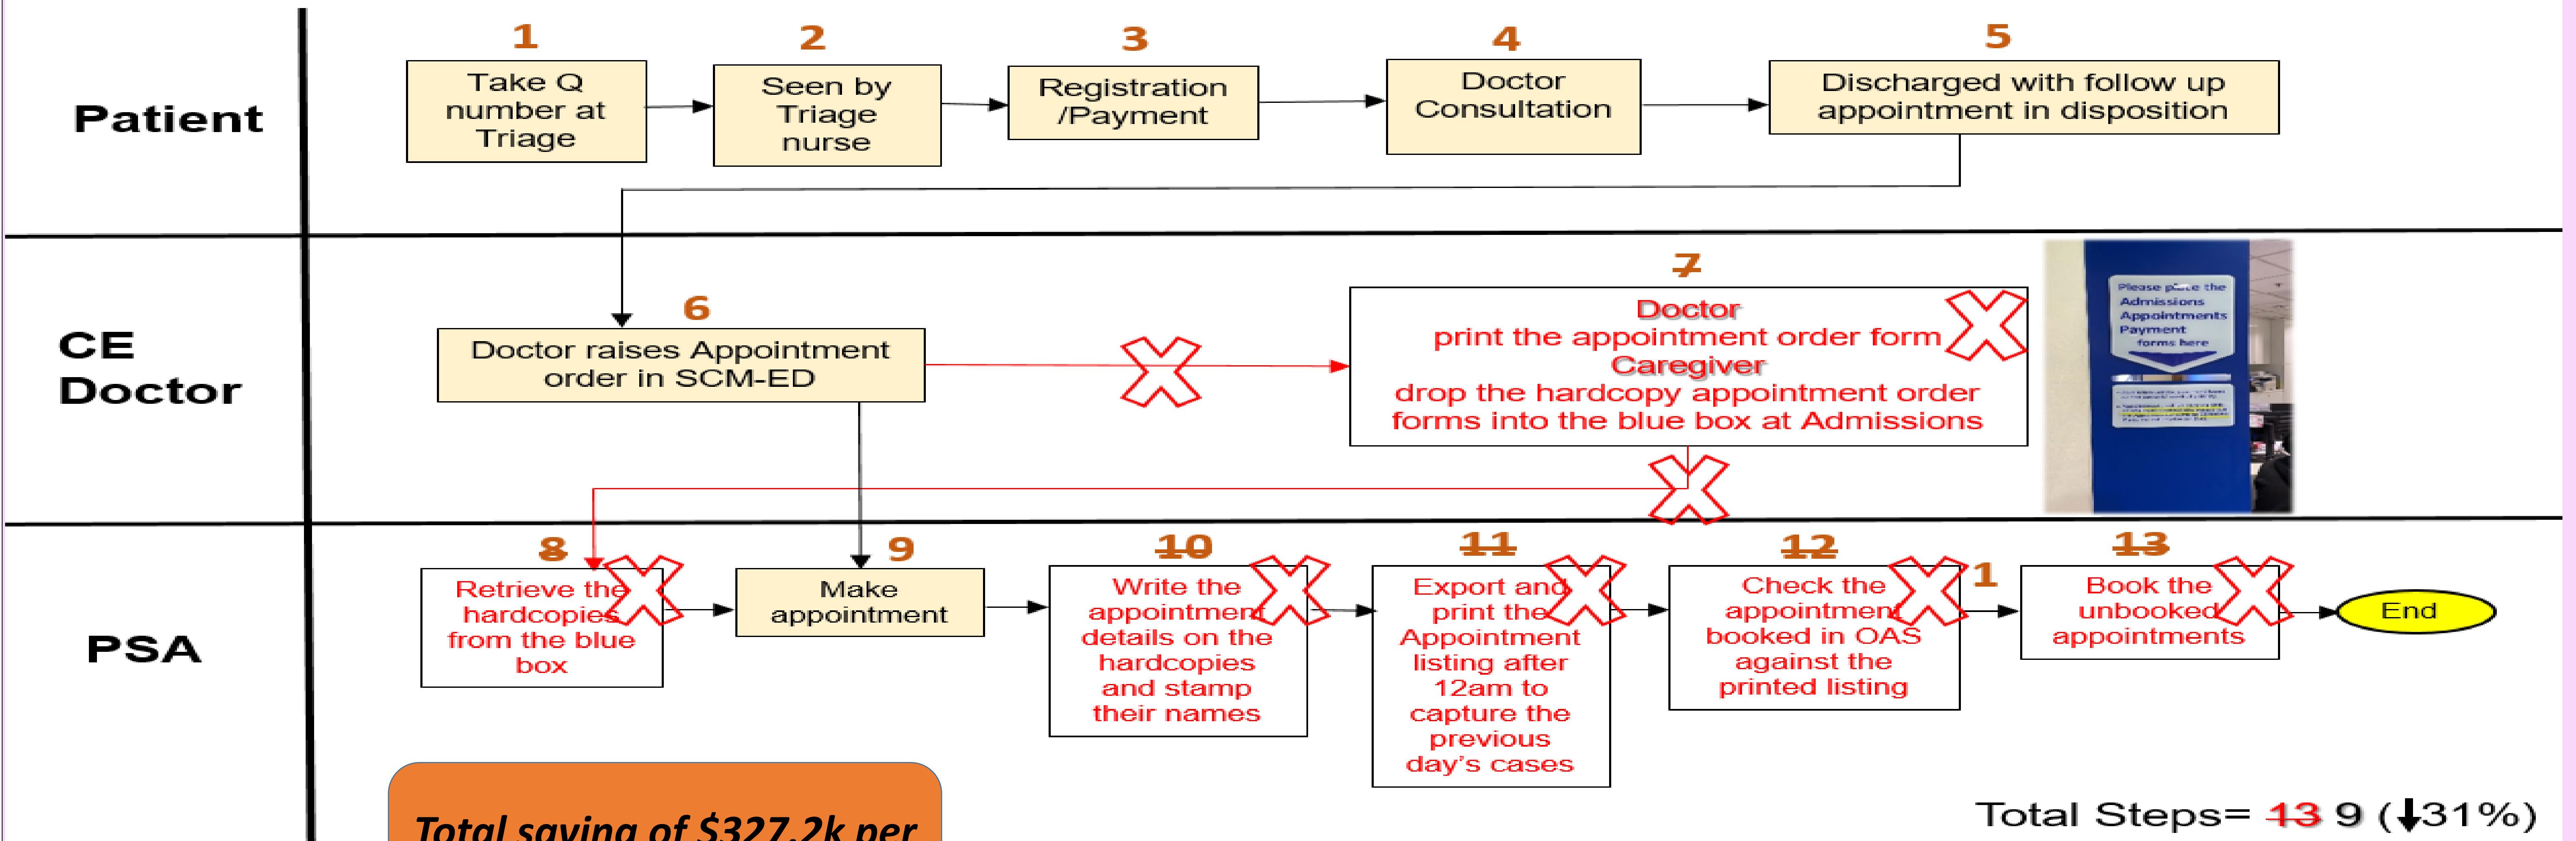 1
2
3
4
5
Patient
Take Q
number at
Triage
Seen by
Triage
nurse
Registration
/Payment
Doctor
Consultation
Discharged with follow up
appointment in disposition
CE
Doctor
6
Doctor raises Appointment
order in SCM-ED
7
Doctor
print the appointment order form
Caregiver
drop the hardcopy appointment order
forms into the blue box at Admissions
Please place the
Admissions
Appointments
Payment
forms here
PSA
8
Retrieve the
hardcopies
from the blue
box
9
Make
appointment
10
Write the
appointment
details on the
hardcopies
and stamp
their names
11
Export and
print the
Appointment
listing after
12am to
capture the
previous
day's cases
12
Check the
appointment
booked in OAS
against the
printed listing
1
13
Book the
unbooked
appointments
End
Total saving of $327.2k per
Total Steps= 13 9 (⬇31%)